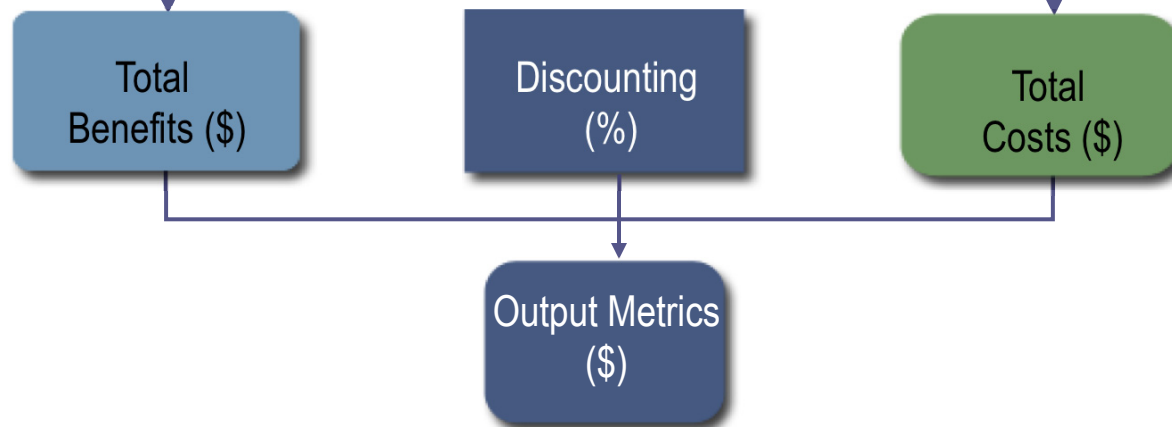 Total
Benefits ($)
Discounting
(%)
Total
Costs ($)
Output Metrics
($)